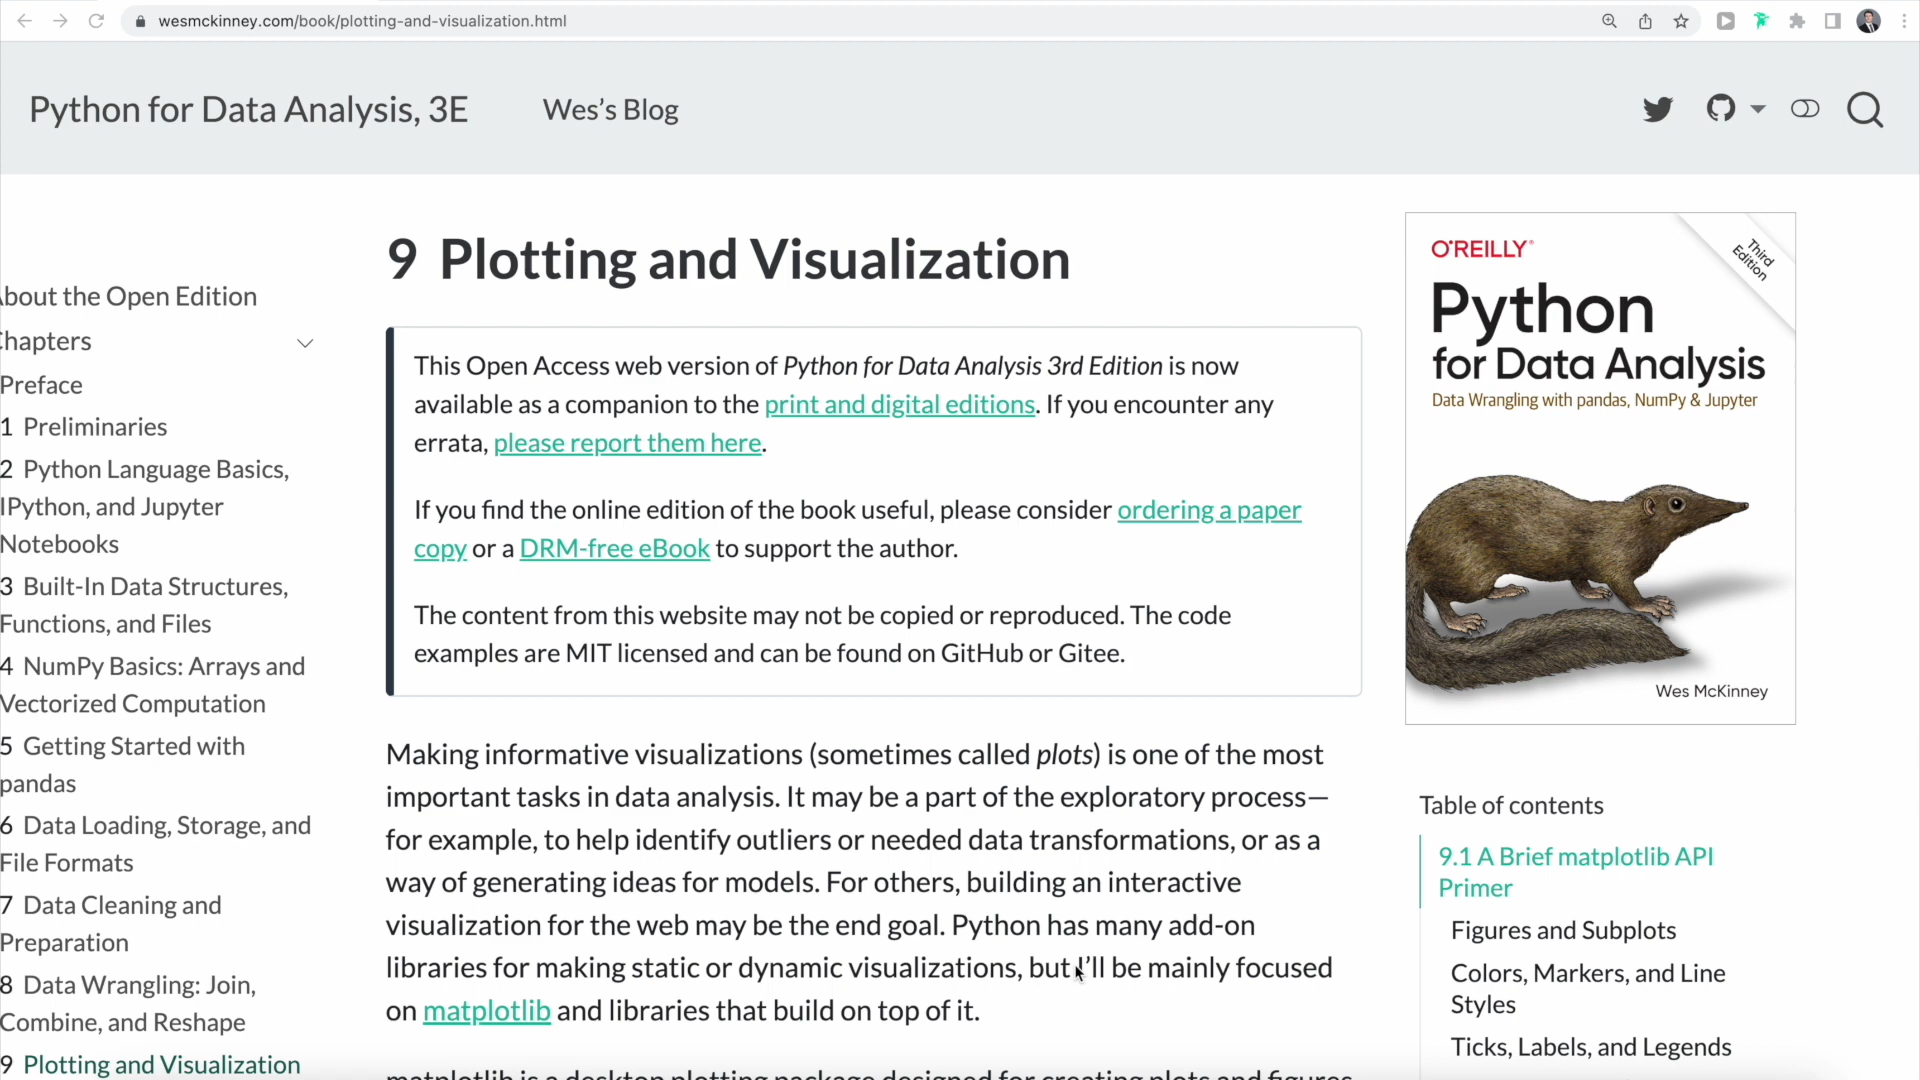 wesmckinney.com/book/plotting-and-visualization.html
Python for Data Analysis, 3E
Wes's Blog
About the Open Edition
Chapters
Preface
1 Preliminaries
2 Python Language Basics,
IPython, and Jupyter
Notebooks
3 Built-In Data Structures,
Functions, and Files
4 NumPy Basics: Arrays and
Vectorized Computation
5 Getting Started with
pandas
6 Data Loading, Storage, and
File Formats
7 Data Cleaning and
Preparation
8 Data Wrangling: Join,
Combine, and Reshape
9 Plotting and Visualization
9 Plotting and Visualization
This Open Access web version of Python for Data Analysis 3rd Edition is now
available as a companion to the print and digital editions. If you encounter any
errata, please report them here.
If you find the online edition of the book useful, please consider ordering a paper
copy or a DRM-free eBook to support the author.
The content from this website may not be copied or reproduced. The code
examples are MIT licensed and can be found on GitHub or Gitee.
Making informative visualizations (sometimes called plots) is one of the most
important tasks in data analysis. It may be a part of the exploratory process—
for example, to help identify outliers or needed data transformations, or as a
way of generating ideas for models. For others, building an interactive
visualization for the web may be the end goal. Python has many add-on
libraries for making static or dynamic visualizations, but I'll be mainly focused
on matplotlib and libraries that build on top of it.
matplotlib is a desktop plotting package designed for creating plots and figures
O'REILLY®
Third
Edition
Python
for Data Analysis
Data Wrangling with pandas, NumPy & Jupyter
Wes McKinney
Table of contents
9.1 A Brief matplotlib API
Primer
Figures and Subplots
Colors, Markers, and Line
Styles
Ticks, Labels, and Legends